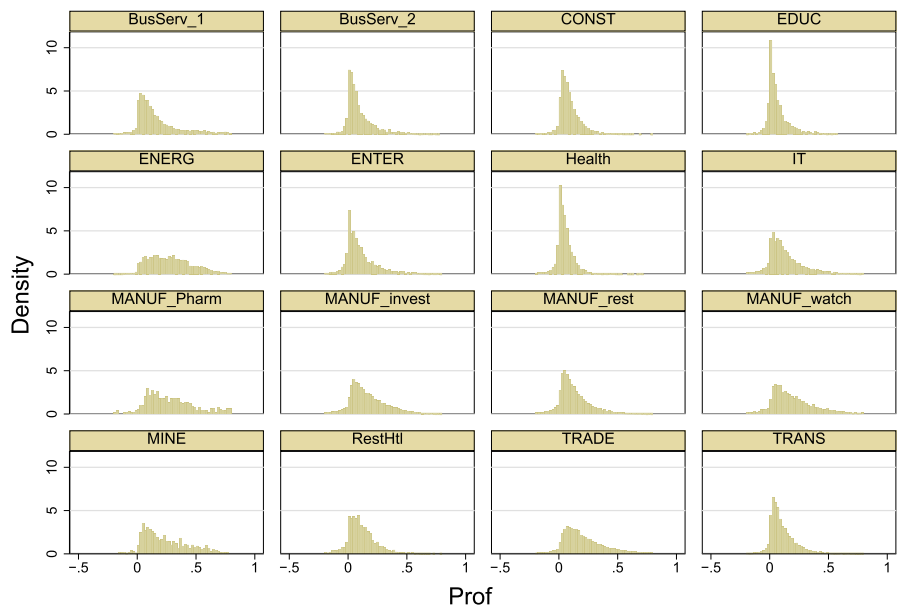 BusServ_1 BusServ_2 CONST EDUC
10
5
0
ENERG ENTER Health IT
10
5
0
MANUF_Pharm MANUF_invest MANUF_rest MANUF_watch
10
5
0
MINE RestHtl TRADE TRANS
10
5
0
−.5 0 .5 1 −.5 0 .5 1 −.5 0 .5 1 −.5 0 .5 1
Density
Prof